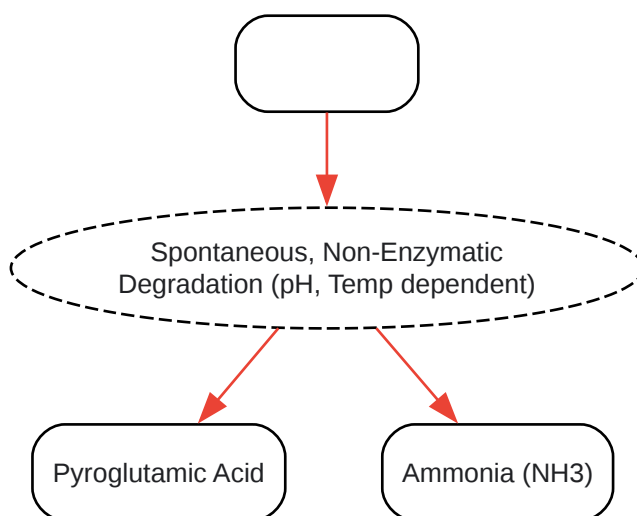 Spontaneous, Non-Enzymatic
Degradation (pH, Temp dependent)
Pyroglutamic Acid
Ammonia (NH3)